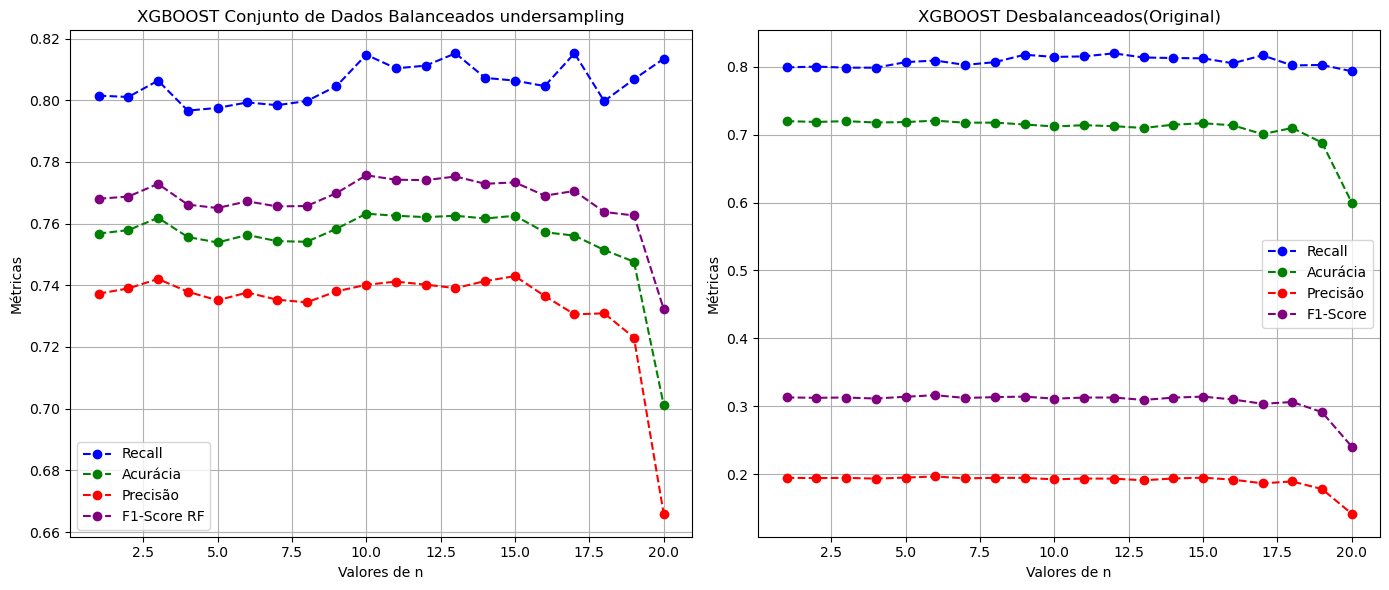 XGBOOST Conjunto de Dados Balanceados undersampling
0.82
0.80
0.78
0.76
0.74
0.72
0.70
0.68
0.66
Métricas
Recall
Acurácia
Precisão
F1-Score RF
2.5 5.0 7.5 10.0 12.5 15.0 17.5 20.0
Valores de n
XGBOOST Desbalanceados(Original)
0.8
0.7
0.6
0.5
0.4
0.3
0.2
Métricas
Recall
Acurácia
Precisão
F1-Score
2.5 5.0 7.5 10.0 12.5 15.0 17.5 20.0
Valores de n